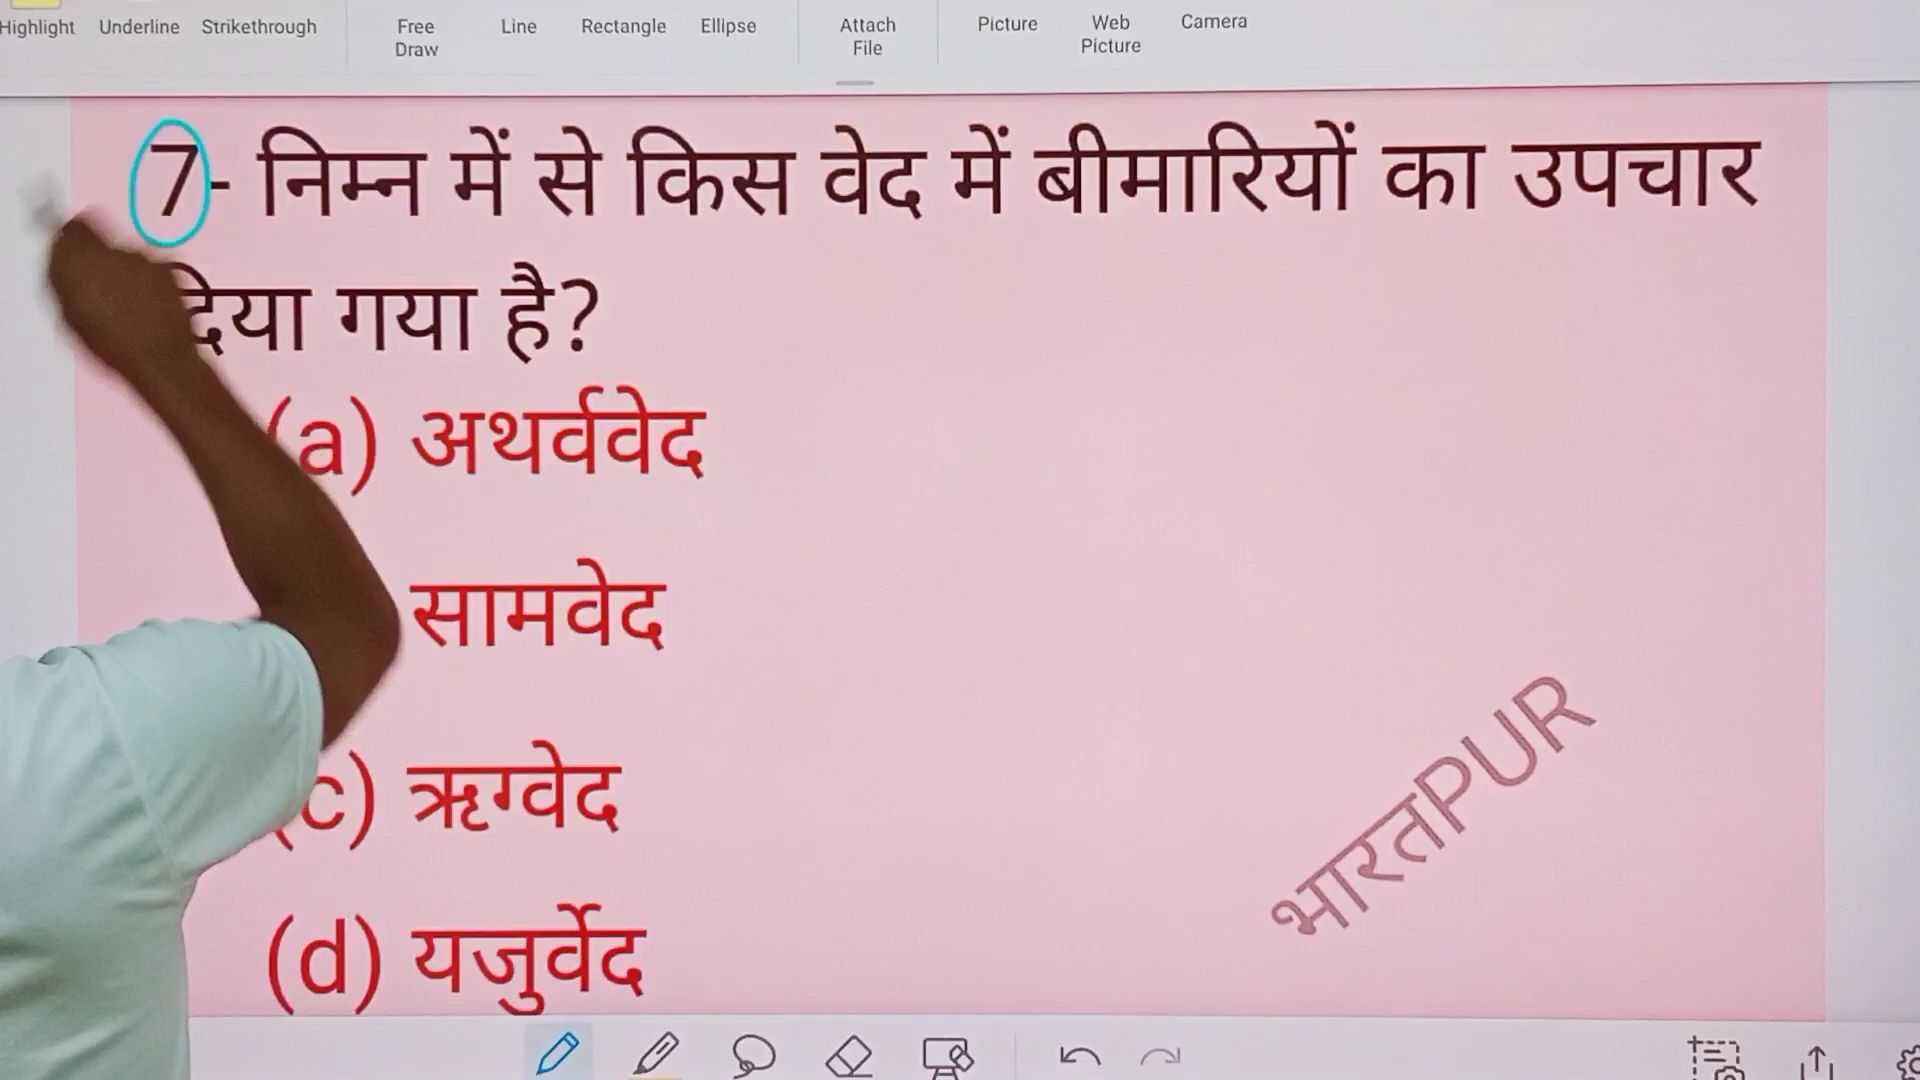 Highlight Underline Strikethrough Free Draw Line Rectangle Ellipse Attach File Picture Web Picture Camera
7- निम्न में से किस वेद में बीमारियों का उपचार
दिया गया है?
(a) अथर्ववेद
सामवेद
(c) ऋग्वेद
(d) यजुर्वेद
भारतPUR